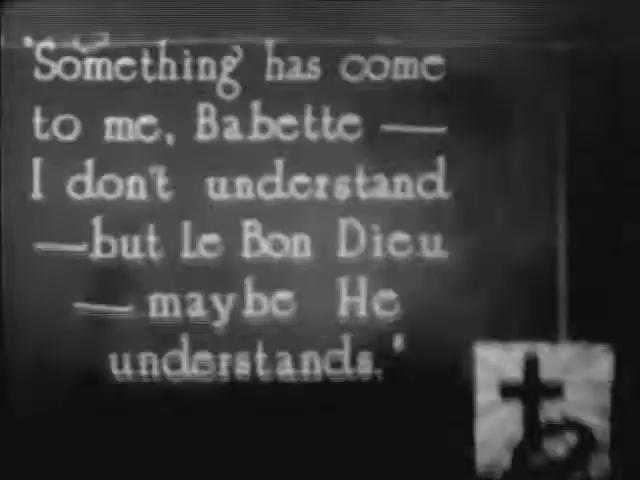 "Something has come
to me, Babette —
I don't understand
—but Le Bon Dieu
— maybe He
understands."